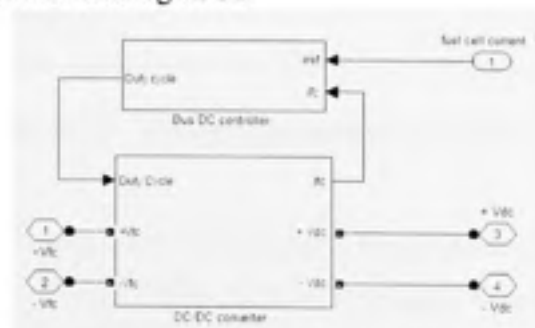 fuel cell current
1
iref
Duty cycle
ifc
Bus DC controller
Duty Cycle
ifc
+ Vdc
1
+Vfc
+ Vdc
3
+Vfc
2
-Vfc
- Vdc
4
- Vfc
- Vdc
DC/DC converter